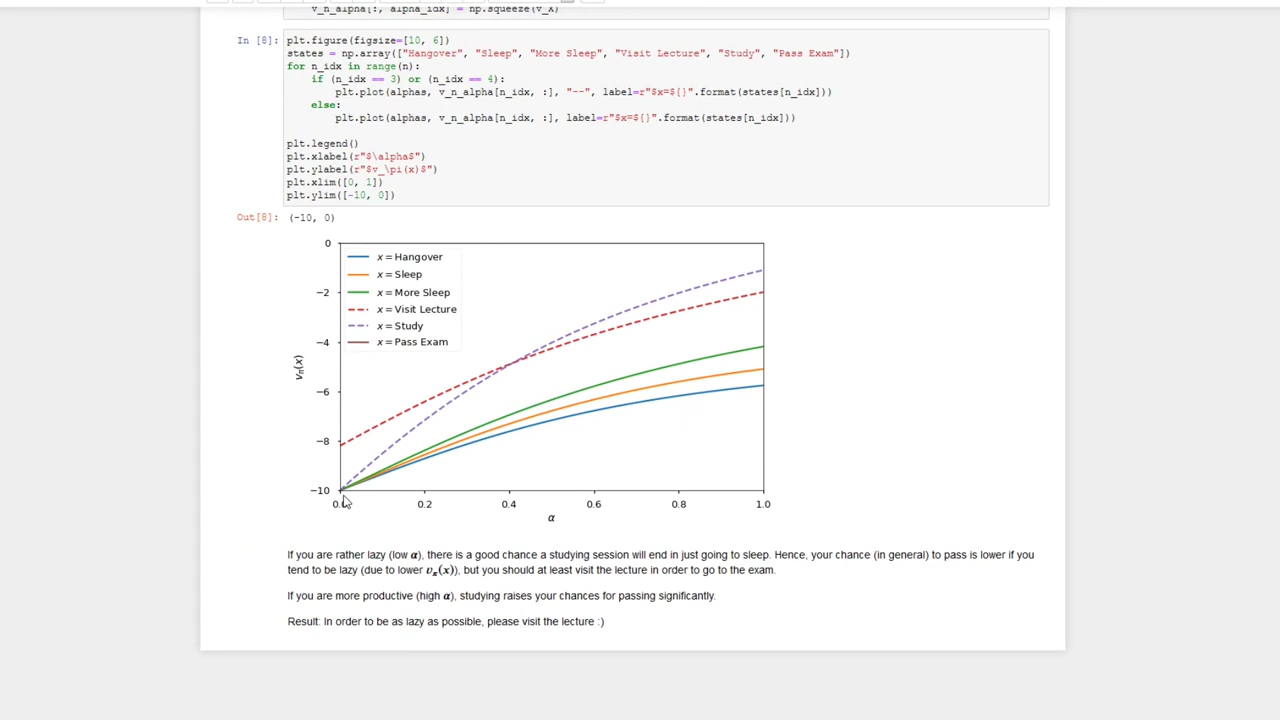 v_n_alpha[:, alpha_idx] = np.squeeze(v_x)
In [8]: plt.figure(figsize=[10, 6])
states = np.array(["Hangover", "Sleep", "More Sleep", "Visit Lecture", "Study", "Pass Exam"])
for n_idx in range(n):
    if (n_idx == 3) or (n_idx == 4):
        plt.plot(alphas, v_n_alpha[n_idx, :], "--", label=r"$x=${}".format(states[n_idx]))
    else:
        plt.plot(alphas, v_n_alpha[n_idx, :], label=r"$x=${}".format(states[n_idx]))
plt.legend()
plt.xlabel(r"$\alpha$")
plt.ylabel(r"$v_\pi(x)$")
plt.xlim([0, 1])
plt.ylim([-10, 0])
Out[8]: (-10, 0)
0
x = Hangover
x = Sleep
x = More Sleep
x = Visit Lecture
x = Study
x = Pass Exam
−2
−4
−6
−8
−10
vπ(x)
0.2 0.4 0.6 0.8 1.0
α
If you are rather lazy (low α), there is a good chance a studying session will end in just going to sleep. Hence, your chance (in general) to pass is lower if you
tend to be lazy (due to lower vπ(x)), but you should at least visit the lecture in order to go to the exam.
If you are more productive (high α), studying raises your chances for passing significantly.
Result: In order to be as lazy as possible, please visit the lecture :)